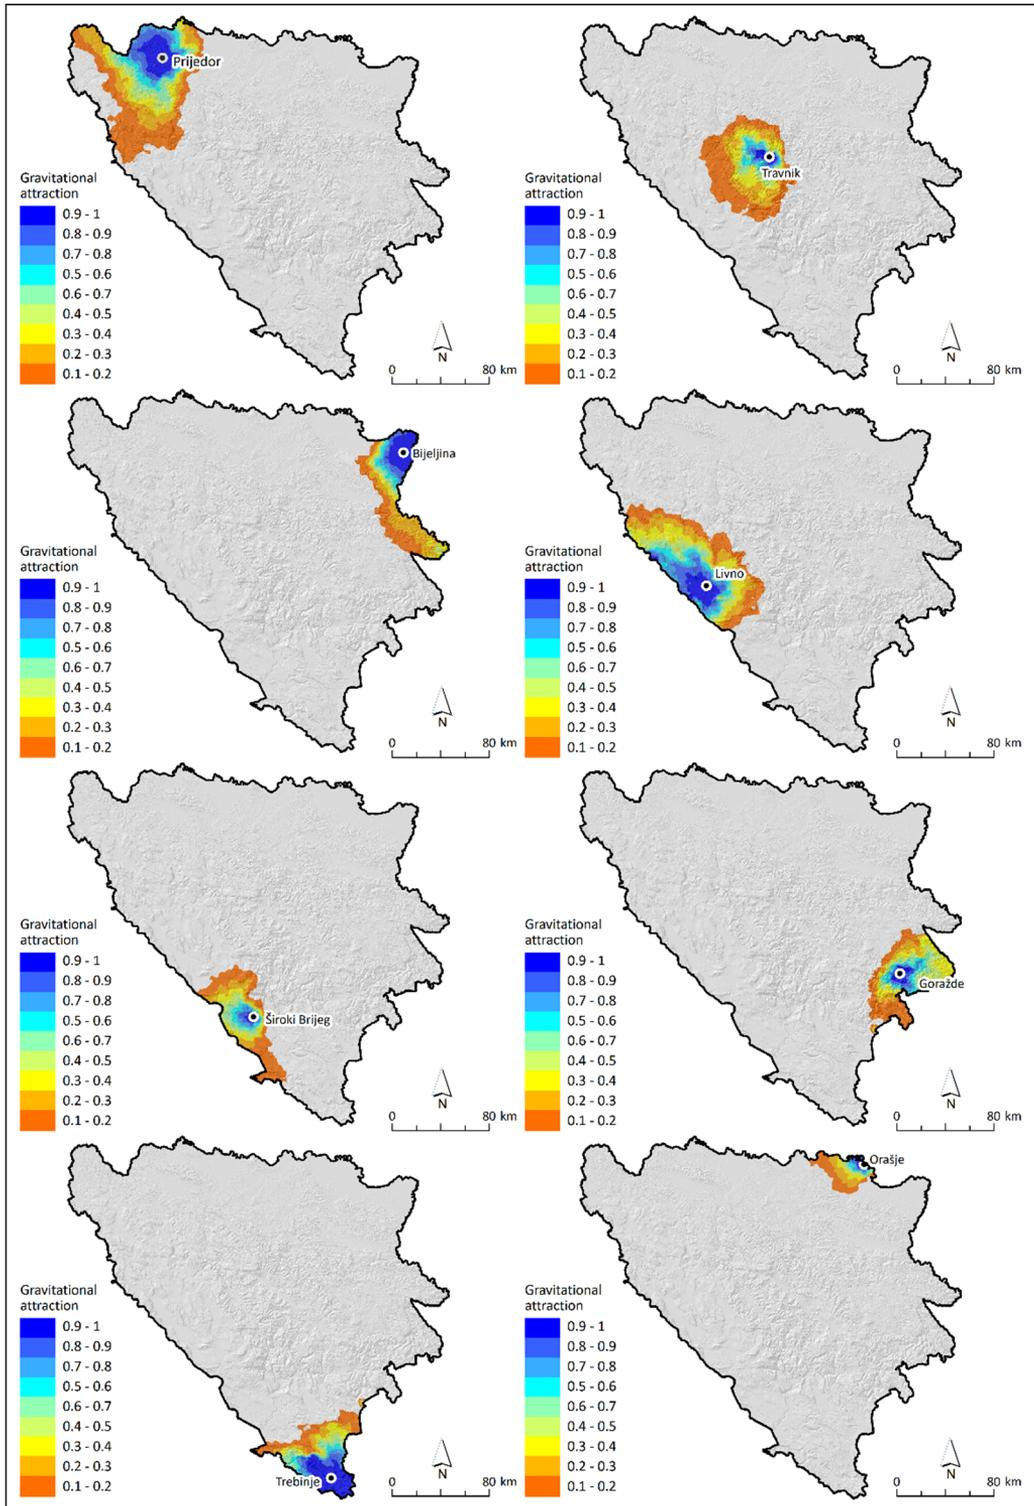 Prijedor
Gravitational
attraction
0.9 - 1
0.8 - 0.9
0.7 - 0.8
0.5 - 0.6
0.6 - 0.7
0.4 - 0.5
0.3 - 0.4
0.2 - 0.3
0.1 - 0.2
N
0 80 km
Travnik
Gravitational
attraction
0.9 - 1
0.8 - 0.9
0.7 - 0.8
0.5 - 0.6
0.6 - 0.7
0.4 - 0.5
0.3 - 0.4
0.2 - 0.3
0.1 - 0.2
N
0 80 km
Bijeljina
Gravitational
attraction
0.9 - 1
0.8 - 0.9
0.7 - 0.8
0.5 - 0.6
0.6 - 0.7
0.4 - 0.5
0.3 - 0.4
0.2 - 0.3
0.1 - 0.2
N
0 80 km
Livno
Gravitational
attraction
0.9 - 1
0.8 - 0.9
0.7 - 0.8
0.5 - 0.6
0.6 - 0.7
0.4 - 0.5
0.3 - 0.4
0.2 - 0.3
0.1 - 0.2
N
0 80 km
Široki Brijeg
Gravitational
attraction
0.9 - 1
0.8 - 0.9
0.7 - 0.8
0.5 - 0.6
0.6 - 0.7
0.4 - 0.5
0.3 - 0.4
0.2 - 0.3
0.1 - 0.2
N
0 80 km
Goražde
Gravitational
attraction
0.9 - 1
0.8 - 0.9
0.7 - 0.8
0.5 - 0.6
0.6 - 0.7
0.4 - 0.5
0.3 - 0.4
0.2 - 0.3
0.1 - 0.2
N
0 80 km
Trebinje
Gravitational
attraction
0.9 - 1
0.8 - 0.9
0.7 - 0.8
0.5 - 0.6
0.6 - 0.7
0.4 - 0.5
0.3 - 0.4
0.2 - 0.3
0.1 - 0.2
N
0 80 km
Orašje
Gravitational
attraction
0.9 - 1
0.8 - 0.9
0.7 - 0.8
0.5 - 0.6
0.6 - 0.7
0.4 - 0.5
0.3 - 0.4
0.2 - 0.3
0.1 - 0.2
N
0 80 km